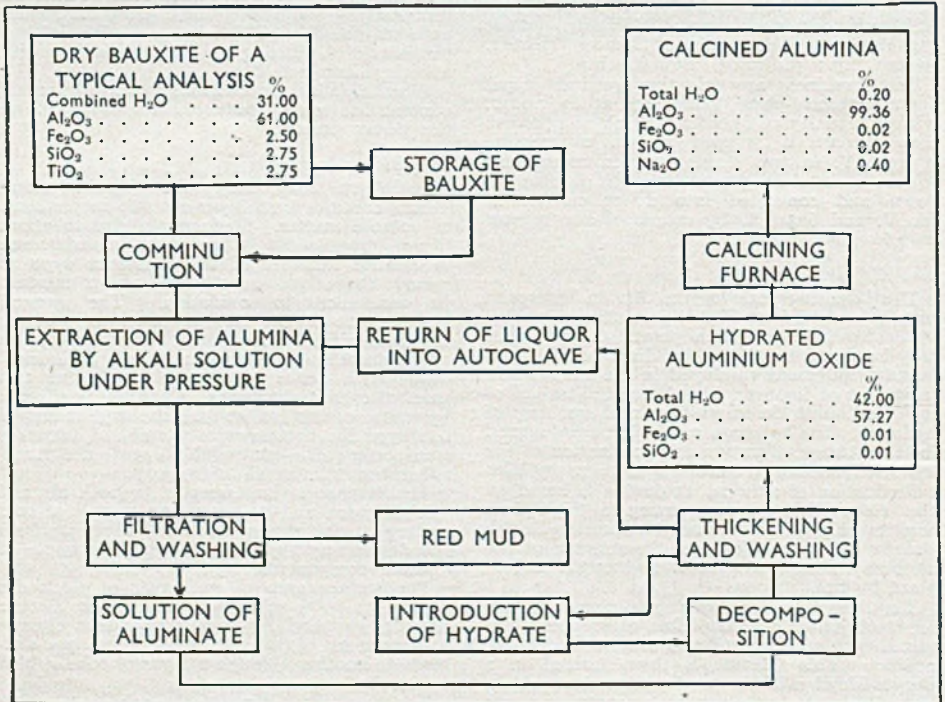 DRY BAUXITE OF A
TYPICAL ANALYSIS %
Combined H₂O . . . . 31.00
Al₂O₃ . . . . . . 61.00
Fe₂O₃ . . . . . . 2.50
SiO₂ . . . . . . 2.75
TiO₂ . . . . . . 2.75
STORAGE OF
BAUXITE
COMMINU
TION
EXTRACTION OF ALUMINA
BY ALKALI SOLUTION
UNDER PRESSURE
RETURN OF LIQUOR
INTO AUTOCLAVE
FILTRATION
AND WASHING
RED MUD
SOLUTION OF
ALUMINATE
INTRODUCTION
OF HYDRATE
DECOMPO-
SITION
THICKENING
AND WASHING
HYDRATED
ALUMINIUM OXIDE
%
Total H₂O . . . . . . 42.00
Al₂O₃ . . . . . . . 57.27
Fe₂O₃ . . . . . . . 0.01
SiO₂ . . . . . . . 0.01
CALCINING
FURNACE
CALCINED ALUMINA
%
Total H₂O . . . . . 0.20
Al₂O₃ . . . . . . 99.36
Fe₂O₃ . . . . . . 0.02
SiO₂ . . . . . . 0.02
Na₂O . . . . . . 0.40